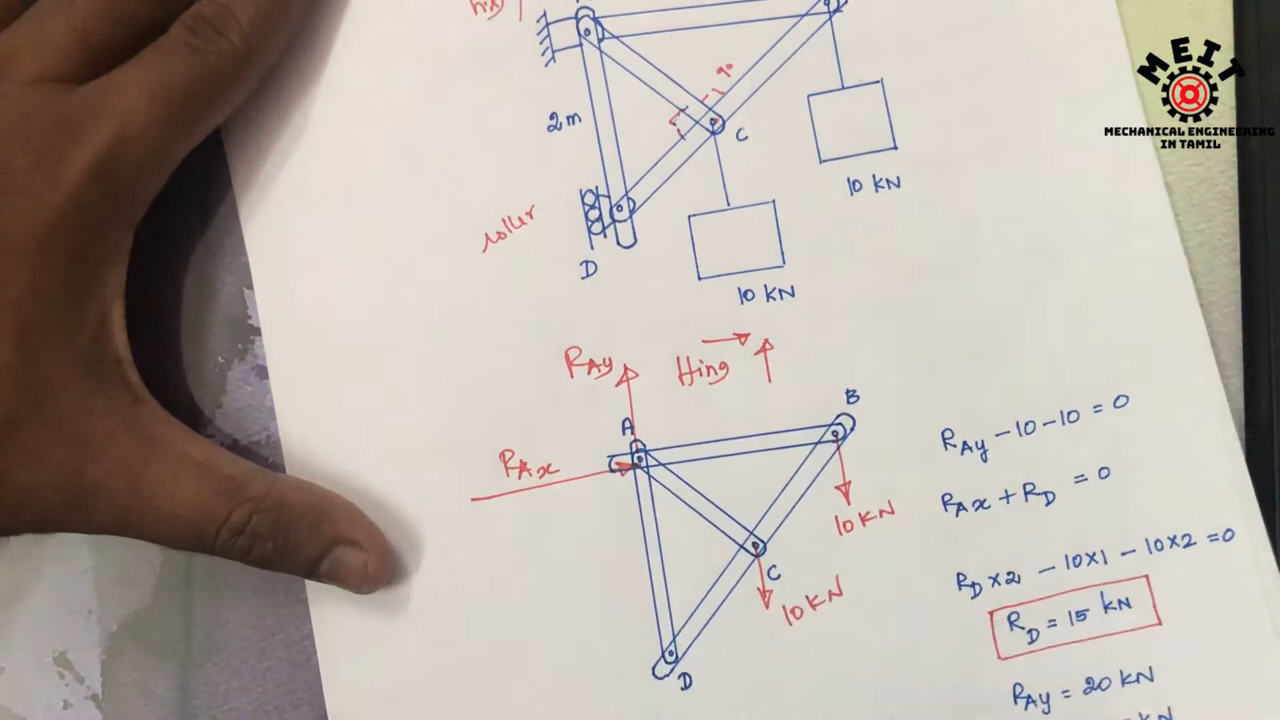 MEIT
MECHANICAL ENGINEERING
IN TAMIL
2m
90
C
10 KN
roller
D
10 KN
RAy
Hing
A
B
RAx
10 KN
C
10 KN
D
RAy - 10 - 10 = 0
RAx + RD = 0
RD × 2 - 10×1 - 10×2 = 0
RD = 15 KN
RAy = 20 KN
KN